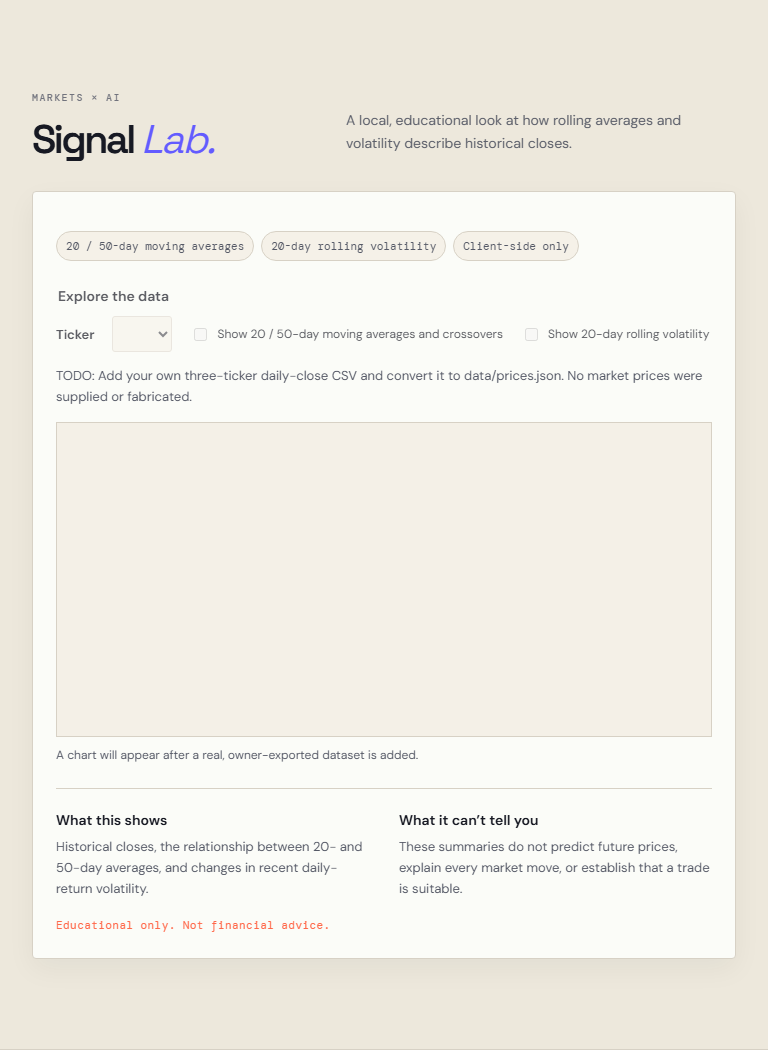 MARKETS × AI
Signal Lab.
A local, educational look at how rolling averages and
volatility describe historical closes.
20 / 50-day moving averages
20-day rolling volatility
Client-side only
Explore the data
Ticker
Show 20 / 50-day moving averages and crossovers
Show 20-day rolling volatility
TODO: Add your own three-ticker daily-close CSV and convert it to data/prices.json. No market prices were
supplied or fabricated.
A chart will appear after a real, owner-exported dataset is added.
What this shows
Historical closes, the relationship between 20- and
50-day averages, and changes in recent daily-
return volatility.
What it can’t tell you
These summaries do not predict future prices,
explain every market move, or establish that a trade
is suitable.
Educational only. Not financial advice.